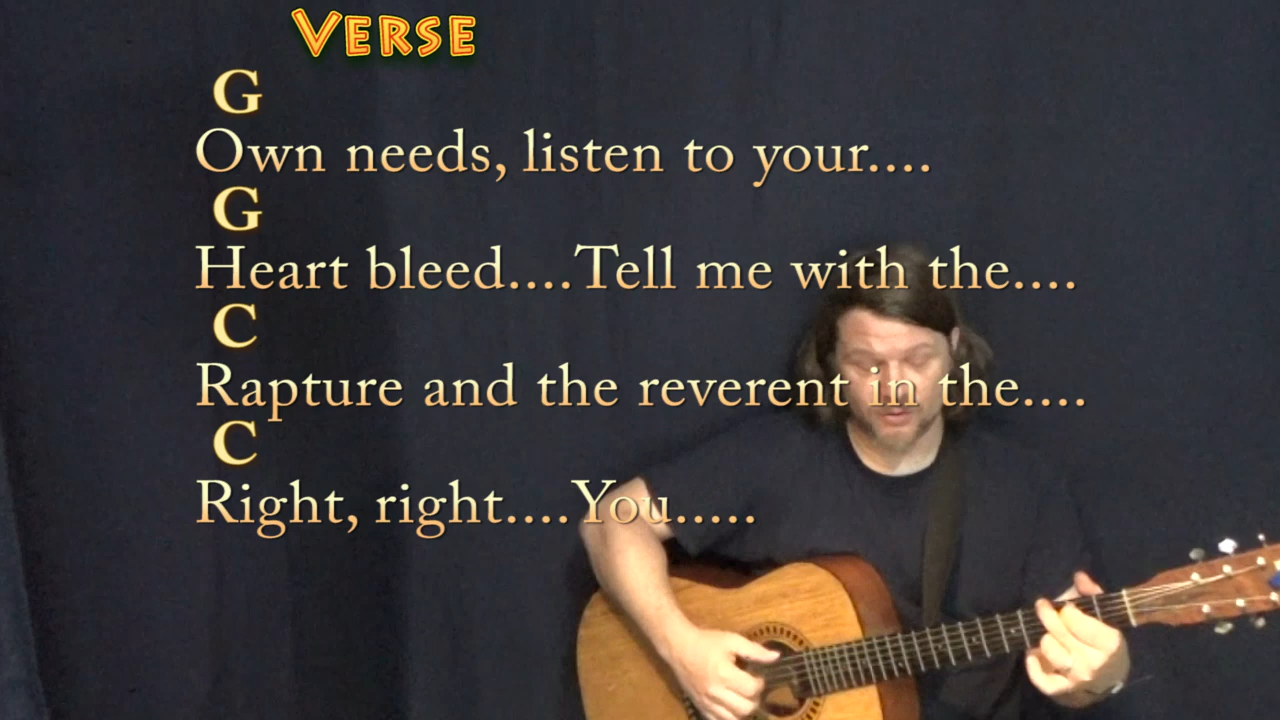 VERSE
G
Own needs, listen to your....
G
Heart bleed....Tell me with the....
C
Rapture and the reverent in the....
C
Right, right....You.....